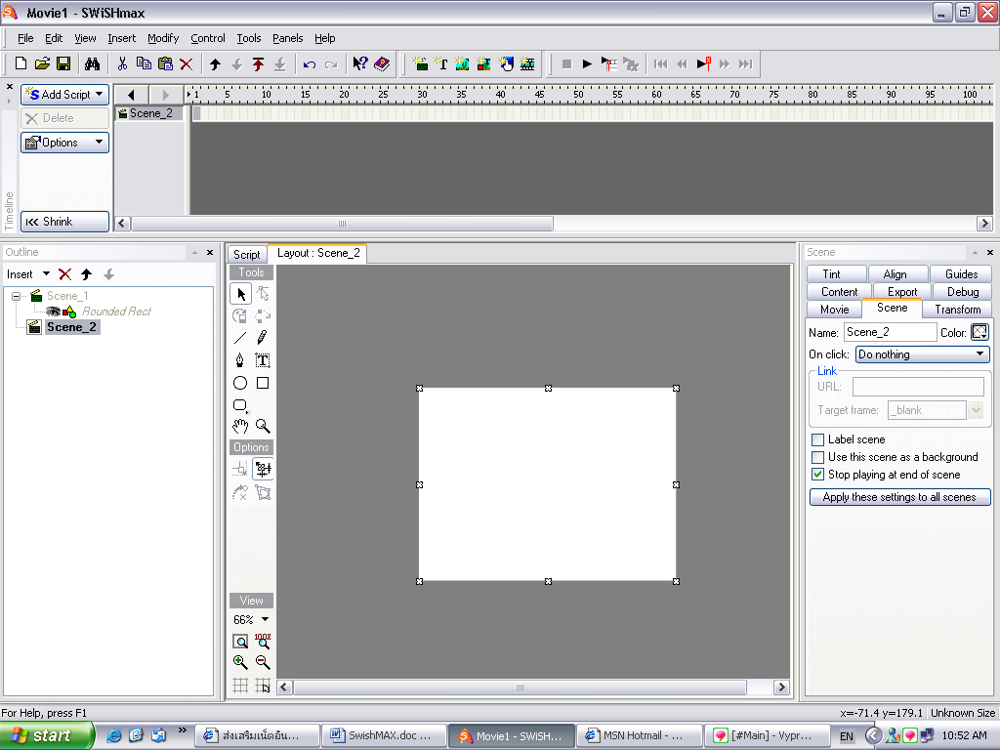 Movie1 - SWiSHmax
File Edit View Insert Modify Control Tools Panels Help
Add Script
Delete
Options
Shrink
Timeline
1 5 10 15 20 25 30 35 40 45 50 55 60 65 70 75 80 85 90 95 100
Scene_2
Outline
Insert
Scene_1
Rounded Rect
Scene_2
Script Layout : Scene_2
Tools
Options
View
66%
100%
Scene
Tint Align Guides
Content Export Debug
Movie Scene Transform
Name: Scene_2 Color:
On click: Do nothing
Link
URL:
Target frame: _blank
Label scene
Use this scene as a background
Stop playing at end of scene
Apply these settings to all scenes
For Help, press F1
x=-71.4 y=179.1 Unknown Size
start
ส่งเสริมเน็ตอิน...
SwishMAX.doc ...
Movie1 - SWiSH...
MSN Hotmail - ...
[#Main] - Vypr...
EN
10:52 AM